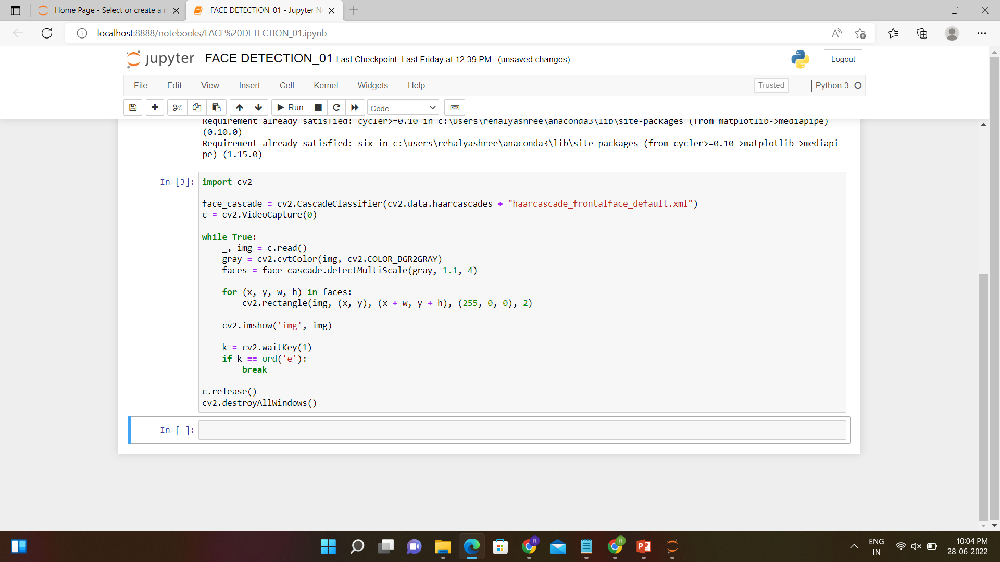 Home Page - Select or create a n
FACE DETECTION_01 - Jupyter N
localhost:8888/notebooks/FACE%20DETECTION_01.ipynb
jupyter FACE DETECTION_01 Last Checkpoint: Last Friday at 12:39 PM (unsaved changes)
Logout
File Edit View Insert Cell Kernel Widgets Help
Trusted Python 3
Run Code
Requirement already satisfied: cycler>=0.10 in c:\users\rehalyashree\anaconda3\lib\site-packages (from matplotlib->mediapipe)
(0.10.0)
Requirement already satisfied: six in c:\users\rehalyashree\anaconda3\lib\site-packages (from cycler>=0.10->matplotlib->mediapi
pe) (1.15.0)
In [3]: import cv2
face_cascade = cv2.CascadeClassifier(cv2.data.haarcascades + "haarcascade_frontalface_default.xml")
c = cv2.VideoCapture(0)
while True:
    _, img = c.read()
    gray = cv2.cvtColor(img, cv2.COLOR_BGR2GRAY)
    faces = face_cascade.detectMultiScale(gray, 1.1, 4)
    for (x, y, w, h) in faces:
        cv2.rectangle(img, (x, y), (x + w, y + h), (255, 0, 0), 2)
    cv2.imshow('img', img)
    k = cv2.waitKey(1)
    if k == ord('e'):
        break
c.release()
cv2.destroyAllWindows()
In [ ]:
R
R
ENG
IN
10:04 PM
28-06-2022